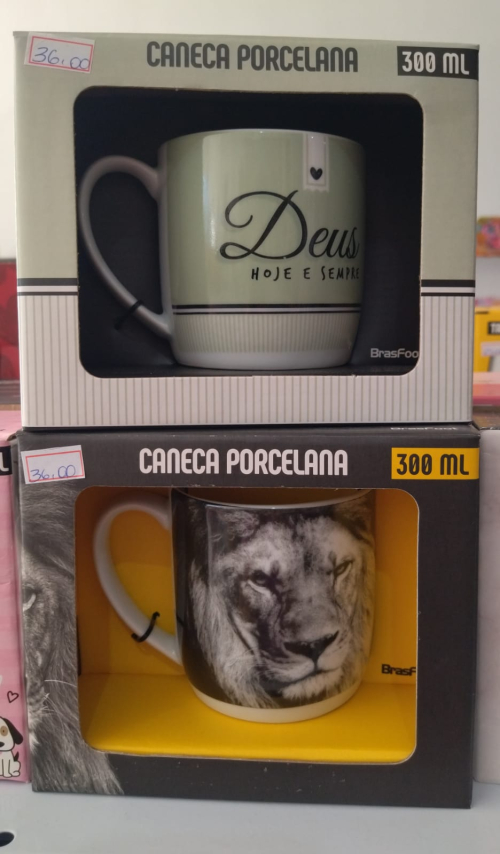 36.00
CANECA PORCELANA
300 ML
Deus
HOJE E SEMPRE
BrasFoo
36.00
CANECA PORCELANA
300 ML
BrasF